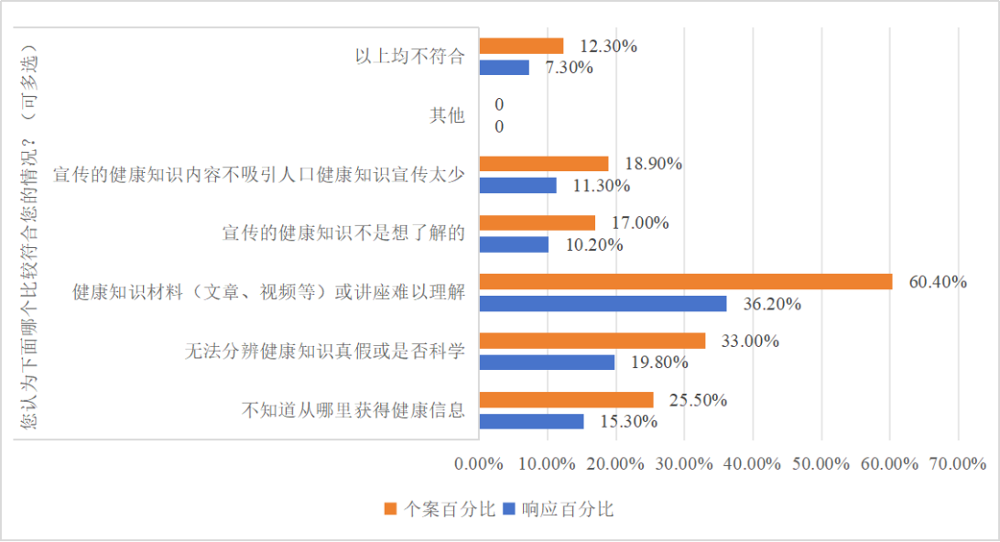 您认为下面哪个比较符合您的情况？（可多选）
以上均不符合
12.30%
7.30%
其他
0
0
宣传的健康知识内容不吸引人口健康知识宣传太少
18.90%
11.30%
宣传的健康知识不是想了解的
17.00%
10.20%
健康知识材料（文章、视频等）或讲座难以理解
60.40%
36.20%
无法分辨健康知识真假或是否科学
33.00%
19.80%
不知道从哪里获得健康信息
25.50%
15.30%
0.00% 10.00% 20.00% 30.00% 40.00% 50.00% 60.00% 70.00%
个案百分比 响应百分比